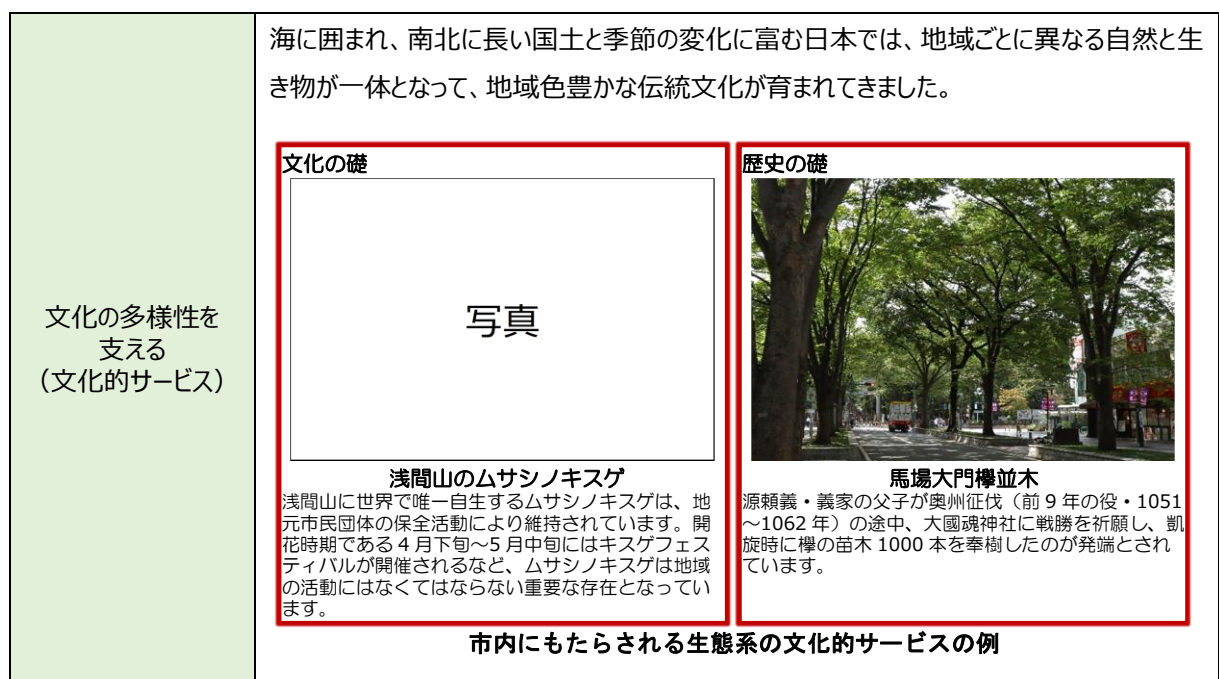 海に囲まれ、南北に長い国土と季節の変化に富む日本では、地域ごとに異なる自然と生
き物が一体となって、地域色豊かな伝統文化が育まれてきました。
文化の多様性を
支える
（文化的サービス）
文化の礎
写真
浅間山のムサシノキスゲ
浅間山に世界で唯一自生するムサシノキスゲは、地
元市民団体の保全活動により維持されています。開
花時期である４月下旬～5 月中旬にはキスゲフェス
ティバルが開催されるなど、ムサシノキスゲは地域
の活動にはなくてはならない重要な存在となってい
ます。
歴史の礎
馬場大門欅並木
源頼義・義家の父子が奥州征伐（前 9 年の役・1051
～1062 年）の途中、大國魂神社に戦勝を祈願し、凱
旋時に欅の苗木 1000 本を奉樹したのが発端とされ
ています。
市内にもたらされる生態系の文化的サービスの例